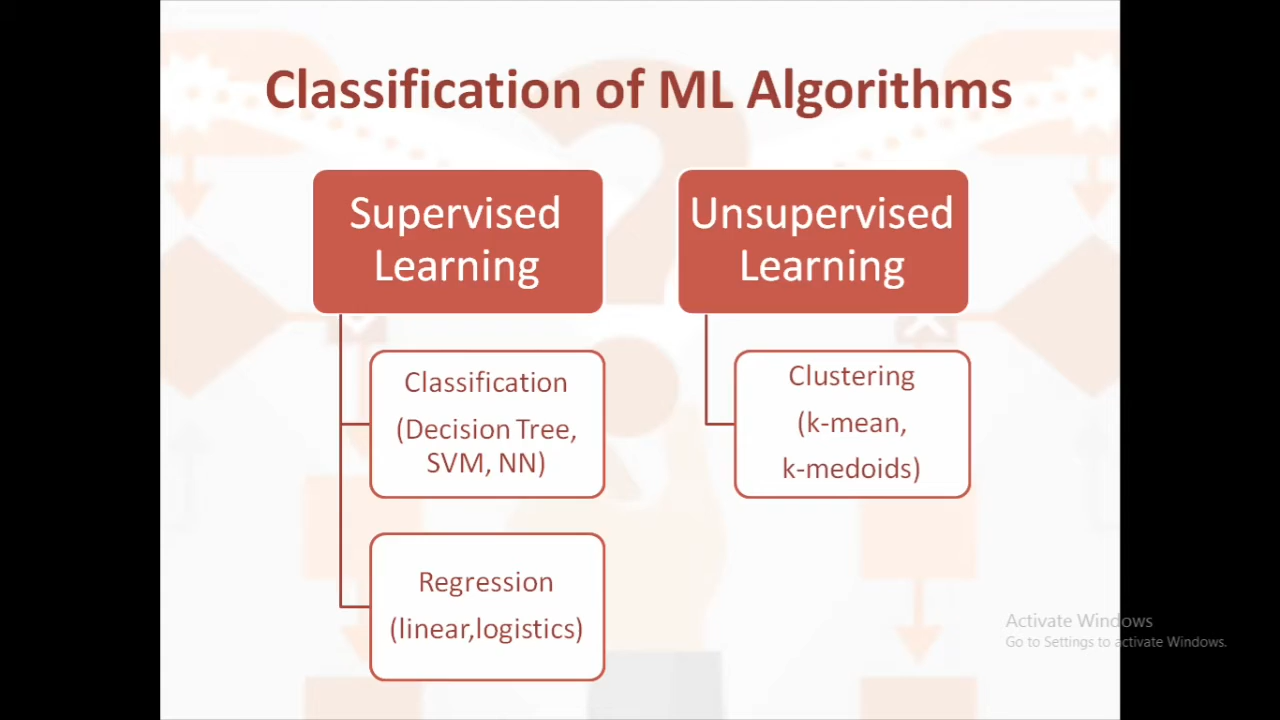 Classification of ML Algorithms
Supervised
Learning
Classification
(Decision Tree,
SVM, NN)
Regression
(linear,logistics)
Unsupervised
Learning
Clustering
(k-mean,
k-medoids)
Activate Windows
Go to Settings to activate Windows.